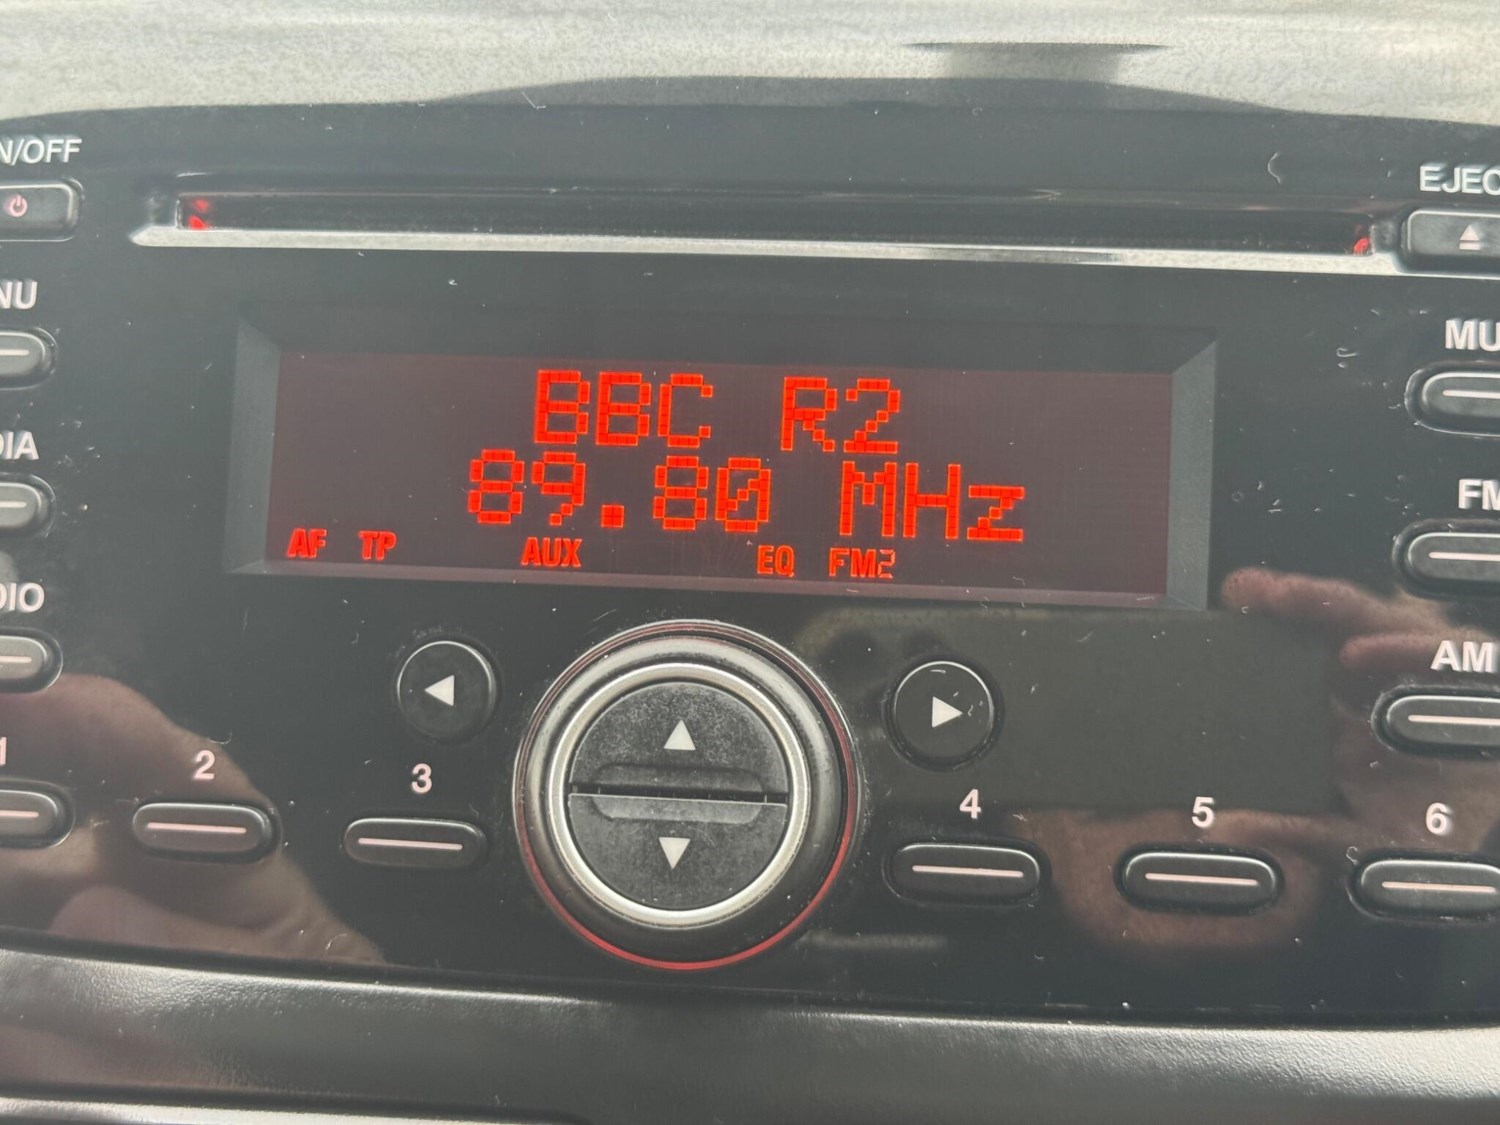 N/OFF
EJEC
NU
MU
DIA
FM
DIO
AM
BBC R2
89.80 MHz
AF TP AUX EQ FM2
1
2
3
4
5
6